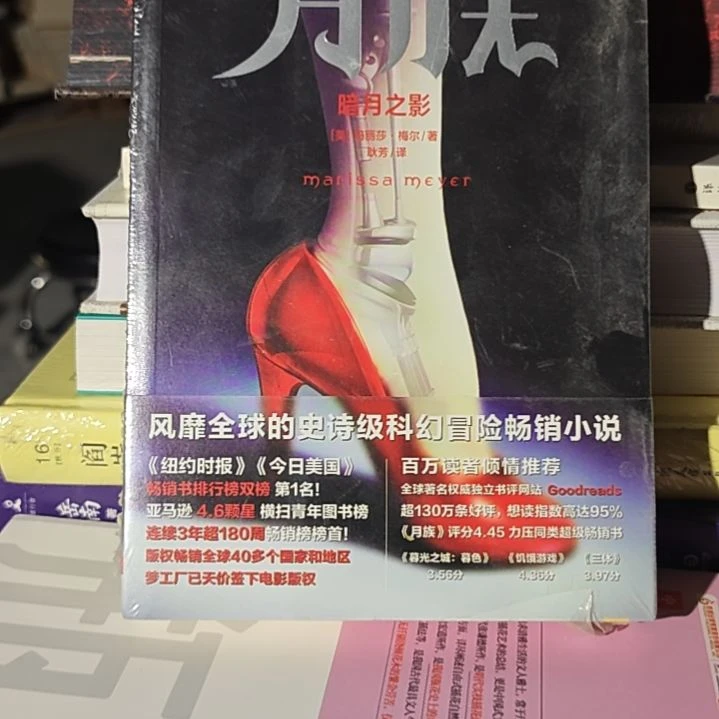 月族
暗月之影
[美]玛丽莎·梅尔/著
耿芳/译
marissa meyer
风靡全球的史诗级科幻冒险畅销小说
《纽约时报》《今日美国》
畅销书排行榜双榜 第1名!
亚马逊 4.6颗星 横扫青年图书榜
连续3年超180周畅销榜榜首!
版权畅销全球40多个国家和地区
梦工厂已天价签下电影版权
百万读者倾情推荐
全球著名权威独立书评网站 Goodreads
超130万条好评,想读指数高达95%
《月族》评分4.45 力压同类超级畅销书
《暮光之城:暮色》 《饥饿游戏》 《三体》
3.56分 4.36分 3.97分
16
阎
岳南